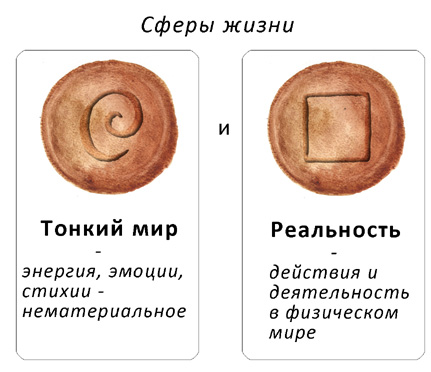 Сферы жизни
и
Тонкий мир
-
энергия, эмоции,
стихии -
нематериальное
Реальность
-
действия и
деятельность
в физическом
мире